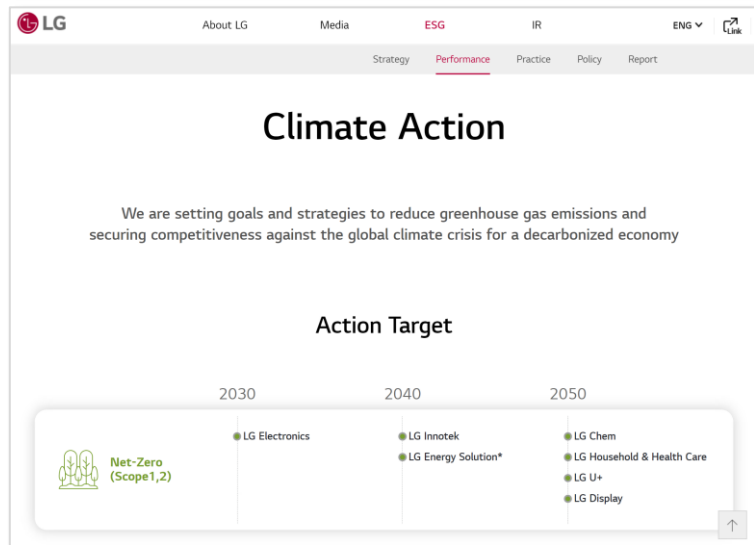 LG
About LG Media ESG IR ENG Link
Strategy Performance Practice Policy Report
Climate Action
We are setting goals and strategies to reduce greenhouse gas emissions and
securing competitiveness against the global climate crisis for a decarbonized economy
Action Target
2030 2040 2050
Net-Zero
(Scope1,2)
LG Electronics
LG Innotek
LG Energy Solution*
LG Chem
LG Household & Health Care
LG U+
LG Display